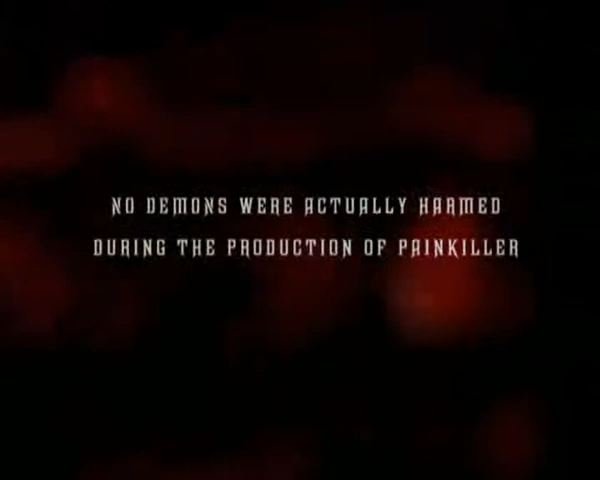 NO DEMONS WERE ACTUALLY HARMED
DURING THE PRODUCTION OF PAINKILLER